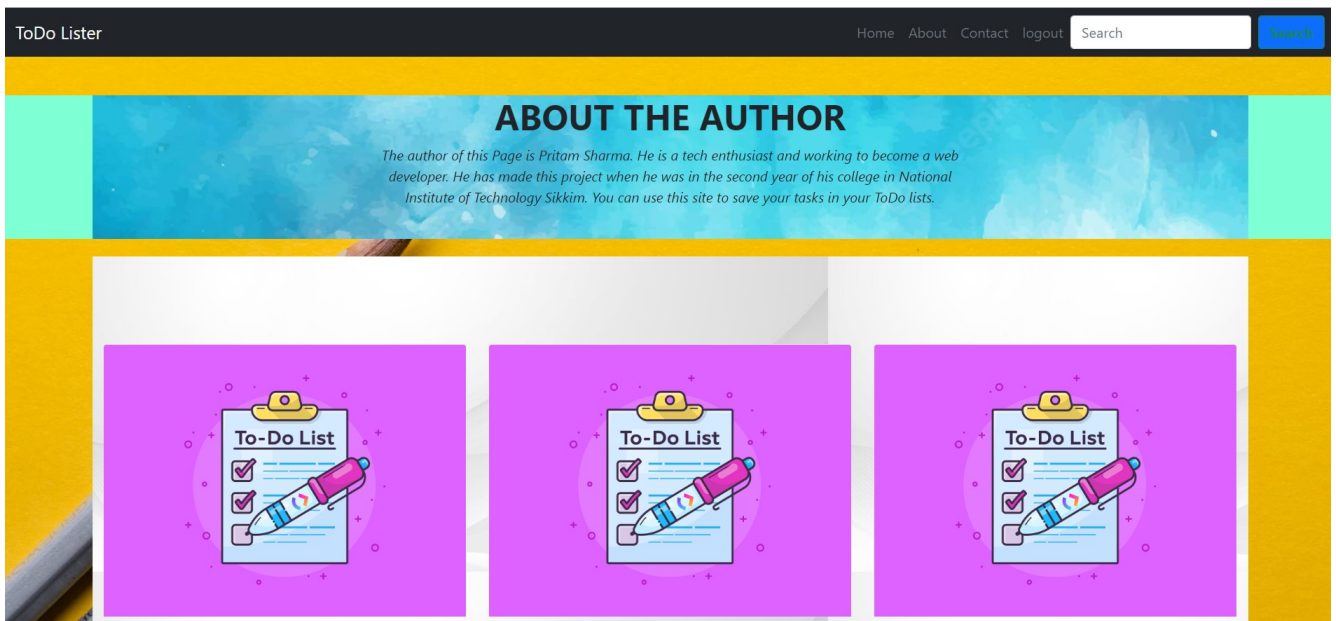 ToDo Lister
Home About Contact logout Search Search
ABOUT THE AUTHOR
The author of this Page is Pritam Sharma. He is a tech enthusiast and working to become a web
developer. He has made this project when he was in the second year of his college in National
Institute of Technology Sikkim. You can use this site to save your tasks in your ToDo lists.
To-Do List
To-Do List
To-Do List